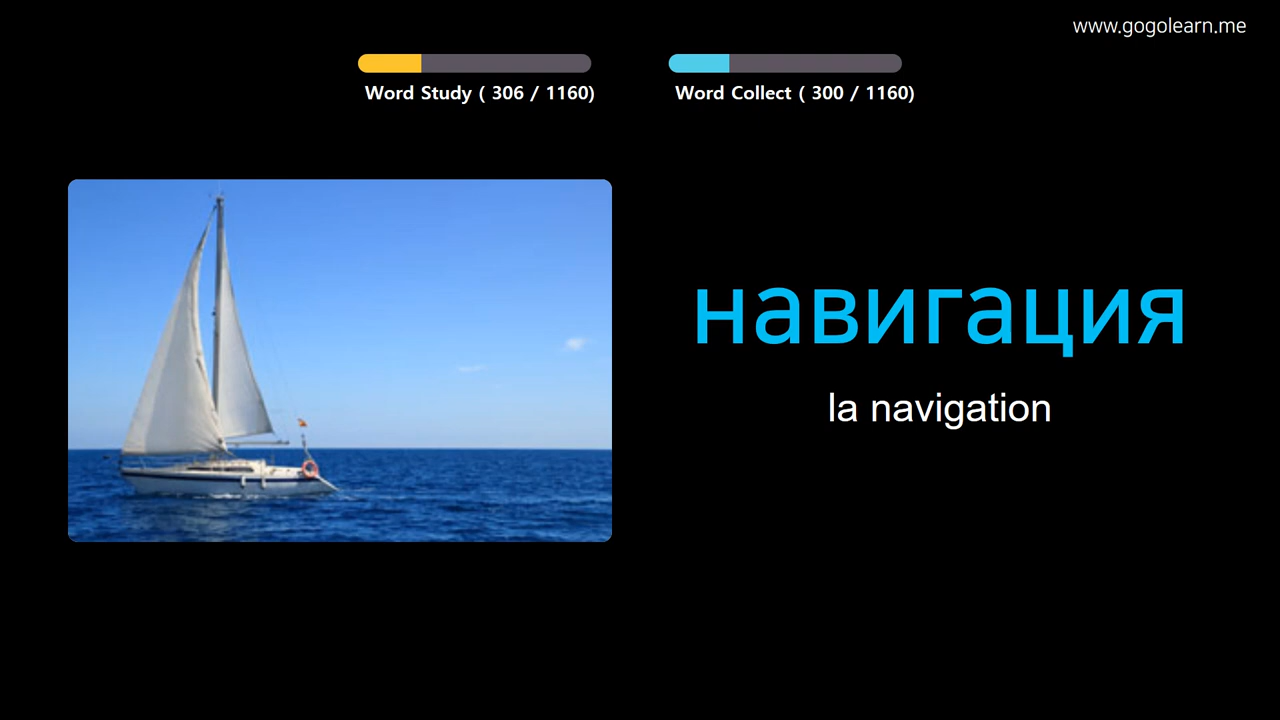 www.gogolearn.me
Word Study ( 306 / 1160)
Word Collect ( 300 / 1160)
навигация
la navigation